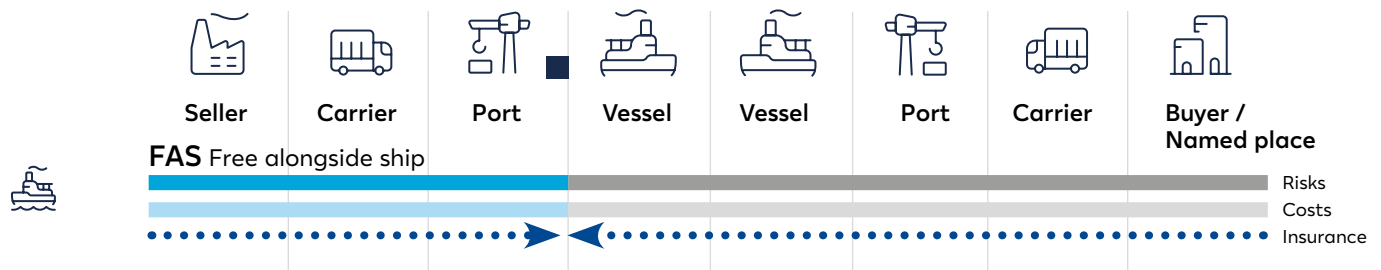 Seller Carrier Port Vessel Vessel Port Carrier Buyer /
Named place
FAS Free alongside ship
Risks
Costs
Insurance